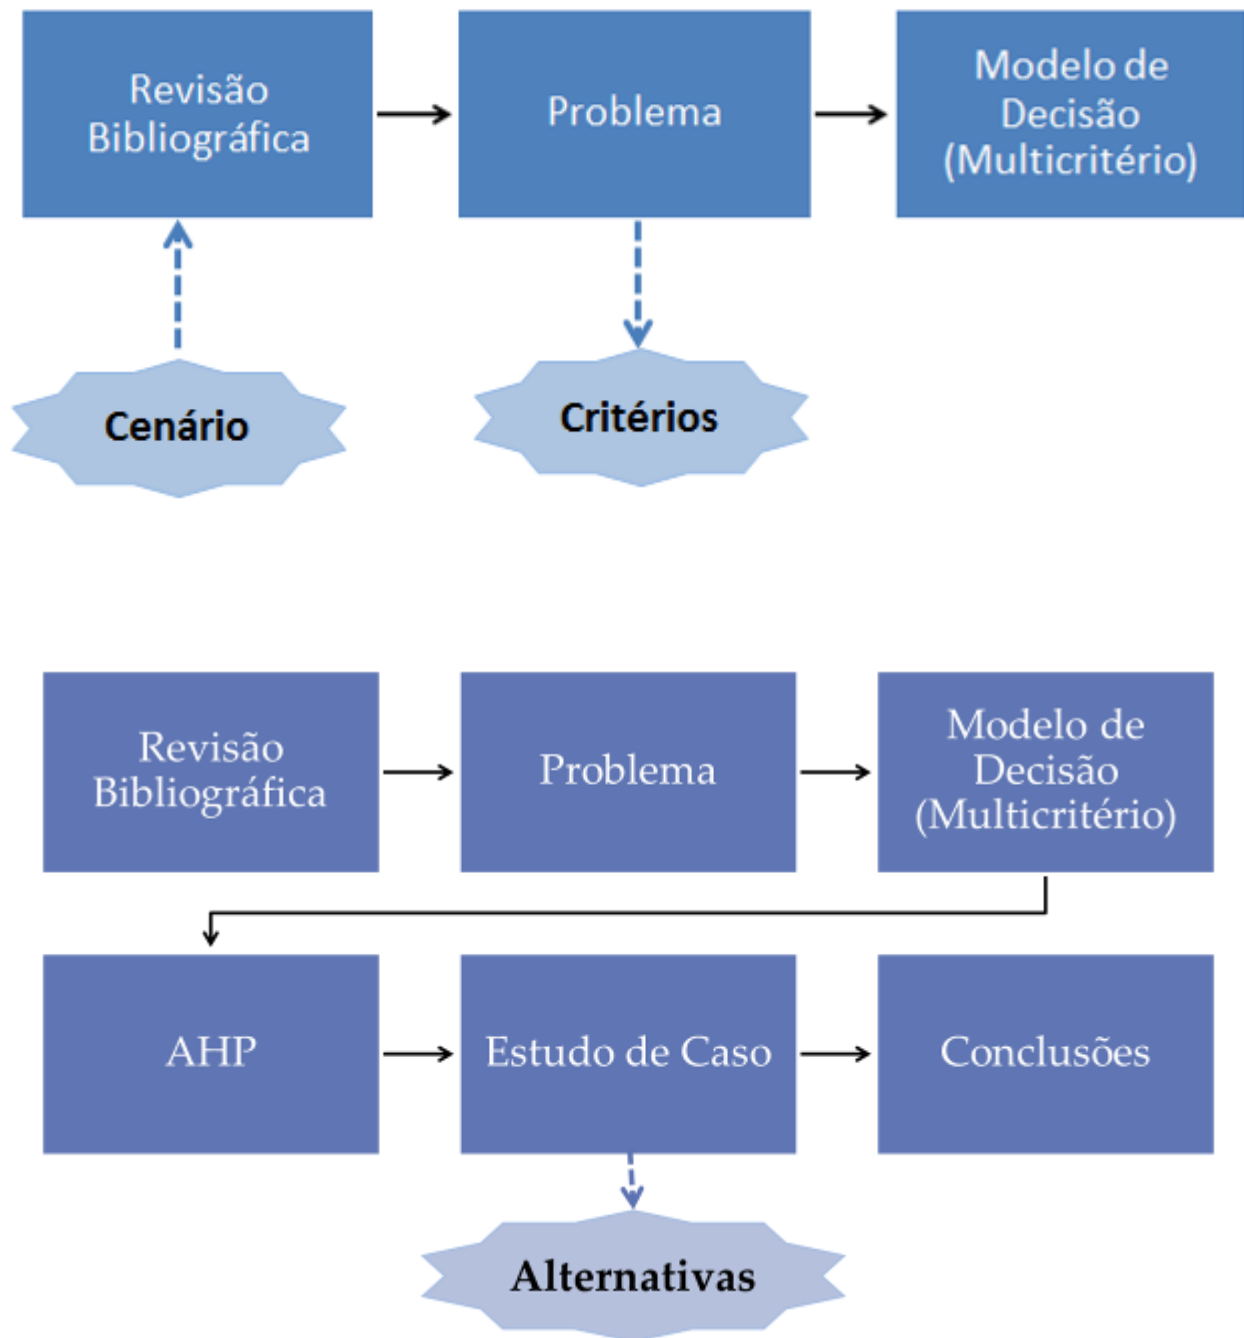 Revisão
Bibliográfica
Problema
Modelo de
Decisão
(Multicritério)
Cenário
Critérios
Revisão
Bibliográfica
Problema
Modelo de
Decisão
(Multicritério)
AHP
Estudo de Caso
Conclusões
Alternativas